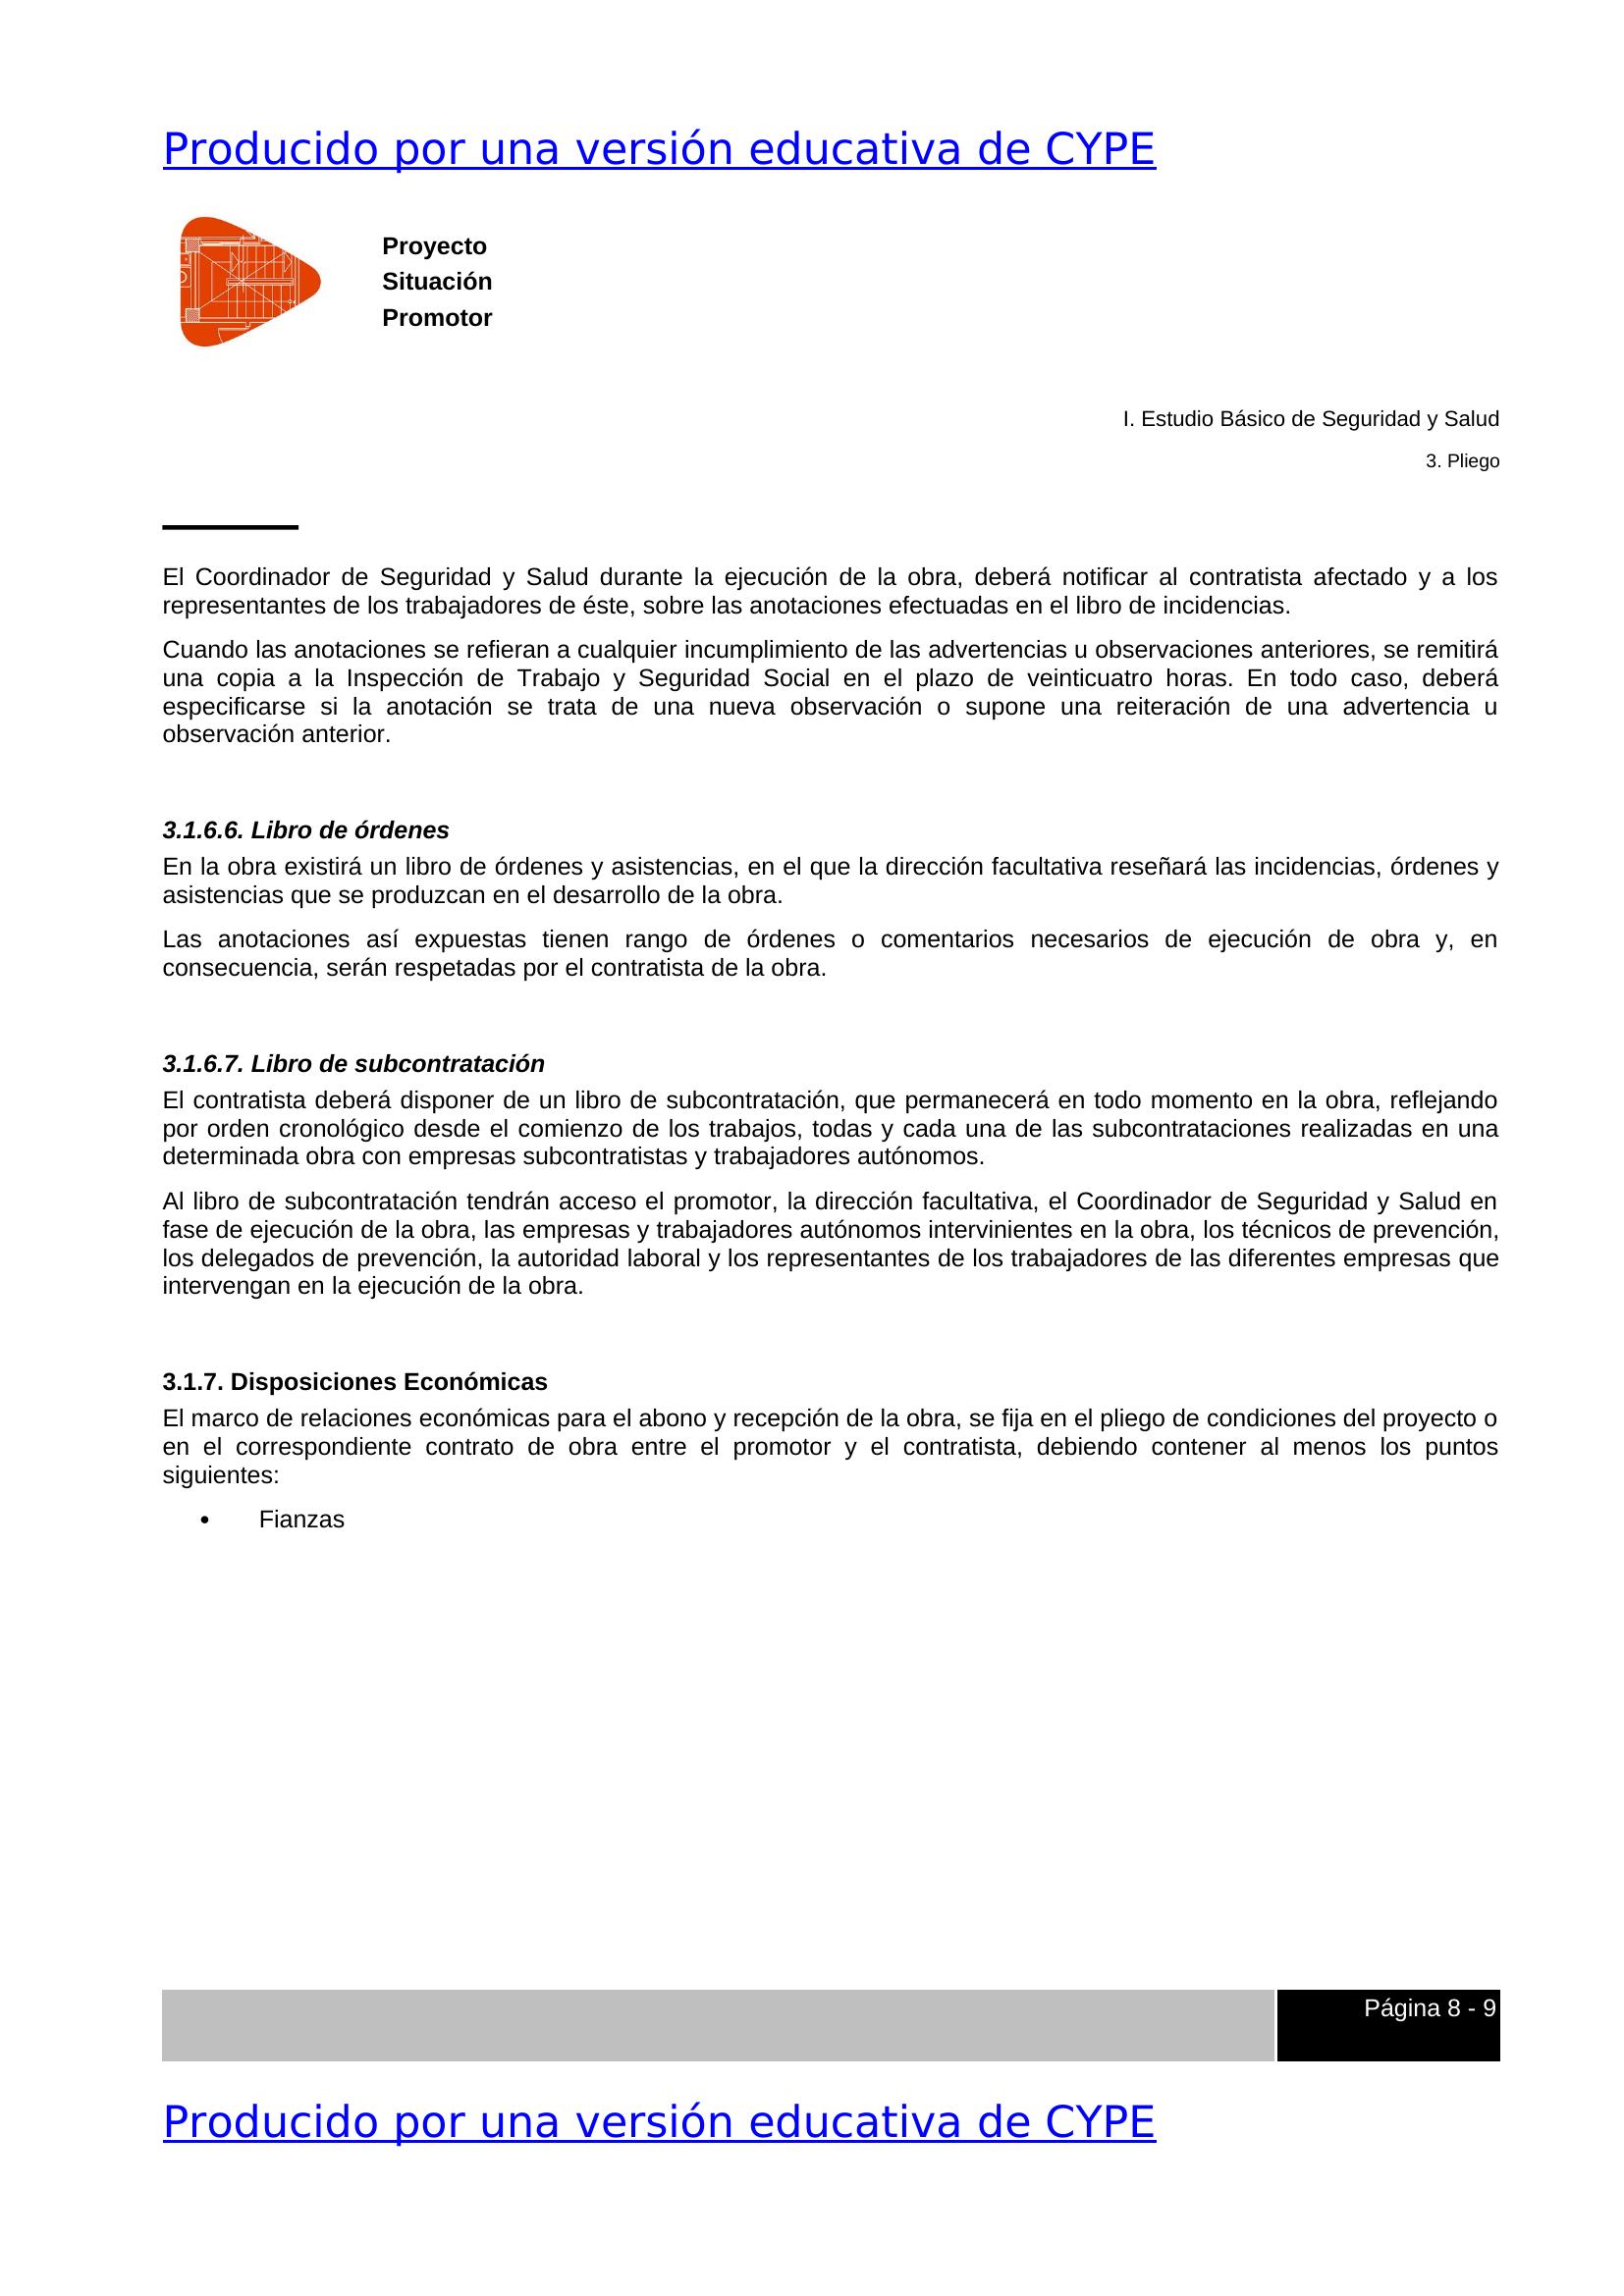 Producido por una versión educativa de CYPE
Proyecto
Situación
Promotor
I. Estudio Básico de Seguridad y Salud
3. Pliego
El Coordinador de Seguridad y Salud durante la ejecución de la obra, deberá notificar al contratista afectado y a los
representantes de los trabajadores de éste, sobre las anotaciones efectuadas en el libro de incidencias.
Cuando las anotaciones se refieran a cualquier incumplimiento de las advertencias u observaciones anteriores, se remitirá
una copia a la Inspección de Trabajo y Seguridad Social en el plazo de veinticuatro horas. En todo caso, deberá
especificarse si la anotación se trata de una nueva observación o supone una reiteración de una advertencia u
observación anterior.
3.1.6.6. Libro de órdenes
En la obra existirá un libro de órdenes y asistencias, en el que la dirección facultativa reseñará las incidencias, órdenes y
asistencias que se produzcan en el desarrollo de la obra.
Las anotaciones así expuestas tienen rango de órdenes o comentarios necesarios de ejecución de obra y, en
consecuencia, serán respetadas por el contratista de la obra.
3.1.6.7. Libro de subcontratación
El contratista deberá disponer de un libro de subcontratación, que permanecerá en todo momento en la obra, reflejando
por orden cronológico desde el comienzo de los trabajos, todas y cada una de las subcontrataciones realizadas en una
determinada obra con empresas subcontratistas y trabajadores autónomos.
Al libro de subcontratación tendrán acceso el promotor, la dirección facultativa, el Coordinador de Seguridad y Salud en
fase de ejecución de la obra, las empresas y trabajadores autónomos intervinientes en la obra, los técnicos de prevención,
los delegados de prevención, la autoridad laboral y los representantes de los trabajadores de las diferentes empresas que
intervengan en la ejecución de la obra.
3.1.7. Disposiciones Económicas
El marco de relaciones económicas para el abono y recepción de la obra, se fija en el pliego de condiciones del proyecto o
en el correspondiente contrato de obra entre el promotor y el contratista, debiendo contener al menos los puntos
siguientes:
• Fianzas
Página 8 - 9
Producido por una versión educativa de CYPE